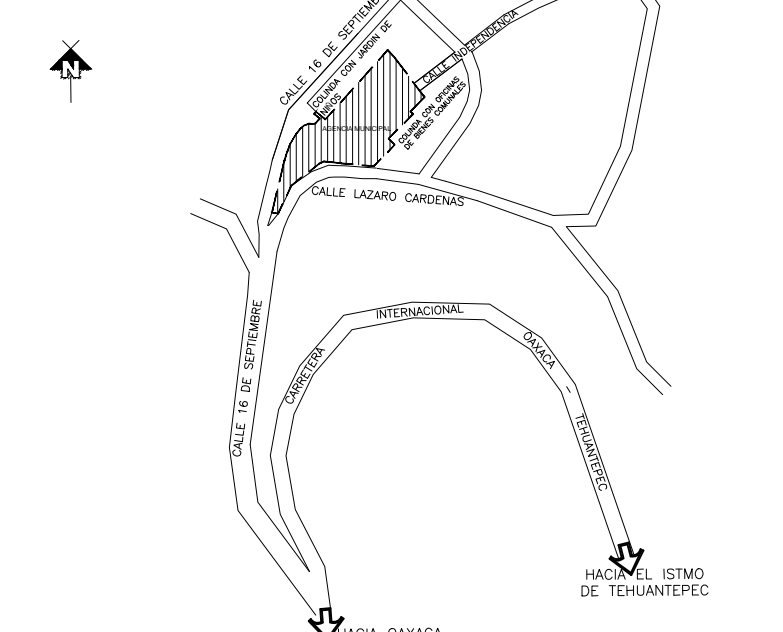 CALLE 16 DE SEPTIEMB
COLINDA CON JARDIN DE
NIÑOS
CALLE INDEPENDENCIA
AGENCIA MUNICIPAL
COLINDA CON OFICINAS
DE BIENES COMUNALES
N
CALLE LAZARO CARDENAS
CALLE 16 DE SEPTIEMBRE
CARRETERA
INTERNACIONAL
OAXACA
-
TEHUANTEPEC
HACIA EL ISTMO
DE TEHUANTEPEC
HACIA OAXACA